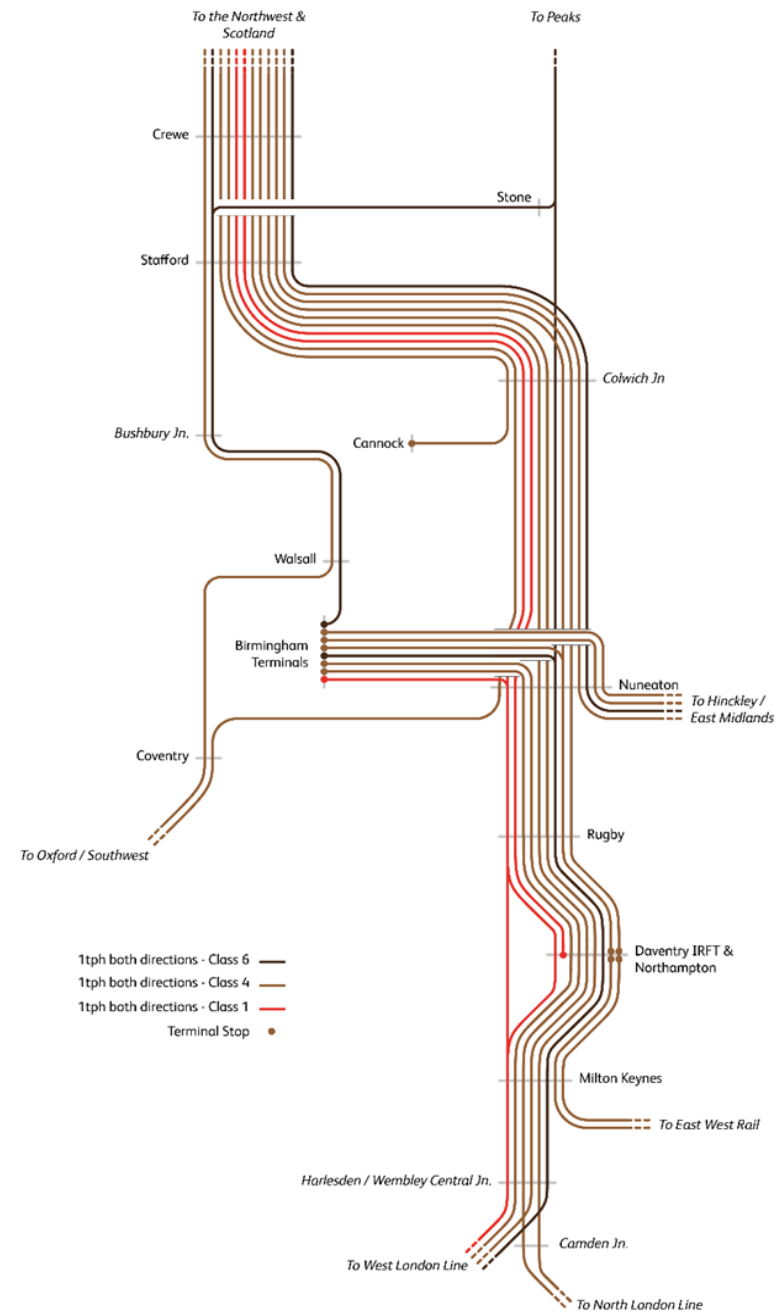 To the Northwest &
Scotland
To Peaks
Crewe
Stone
Stafford
Colwich Jn
Bushbury Jn.
Cannock
Walsall
Birmingham
Terminals
Nuneaton
To Hinckley /
East Midlands
Coventry
Rugby
To Oxford / Southwest
Daventry IRFT &
Northampton
1tph both directions - Class 6
1tph both directions - Class 4
1tph both directions - Class 1
Terminal Stop
Milton Keynes
To East West Rail
Harlesden / Wembley Central Jn.
Camden Jn.
To West London Line
To North London Line